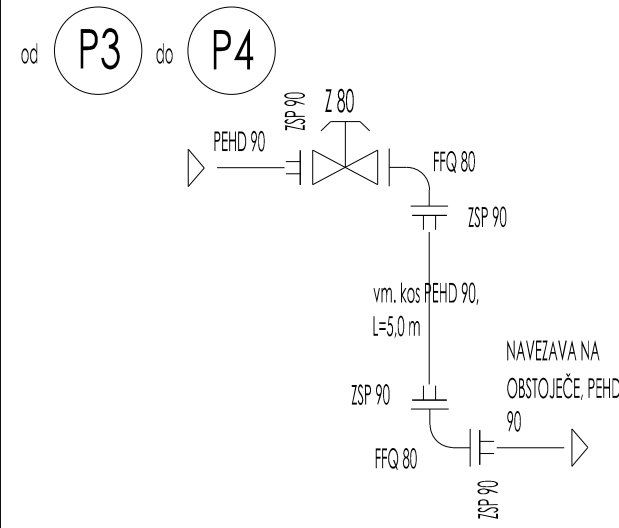 od P3 do P4
ZSP 90
Z 80
PEHD 90
FFQ 80
ZSP 90
vm. kos PEHD 90,
L=5,0 m
NAVEZAVA NA
OBSTOJEČE, PEHD
90
ZSP 90
FFQ 80
ZSP 90